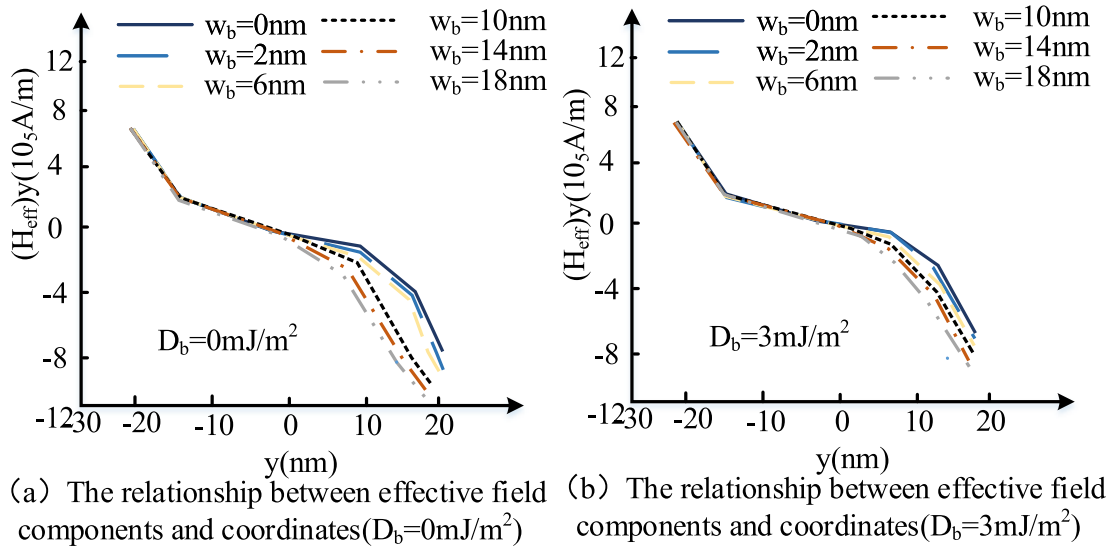 w_b=0nm
w_b=2nm
w_b=6nm
w_b=10nm
w_b=14nm
w_b=18nm
12
8
4
0
-4
-8
-12
(H_eff)y(10_5A/m)
D_b=0mJ/m²
-30
-20
-10
0
10
20
y(nm)
(a) The relationship between effective field
components and coordinates(D_b=0mJ/m²)
w_b=0nm
w_b=2nm
w_b=6nm
w_b=10nm
w_b=14nm
w_b=18nm
12
8
4
0
-4
-8
-12
(H_eff)y(10_5A/m)
D_b=3mJ/m²
30
-20
-10
0
10
20
y(nm)
(b) The relationship between effective field
components and coordinates(D_b=3mJ/m²)